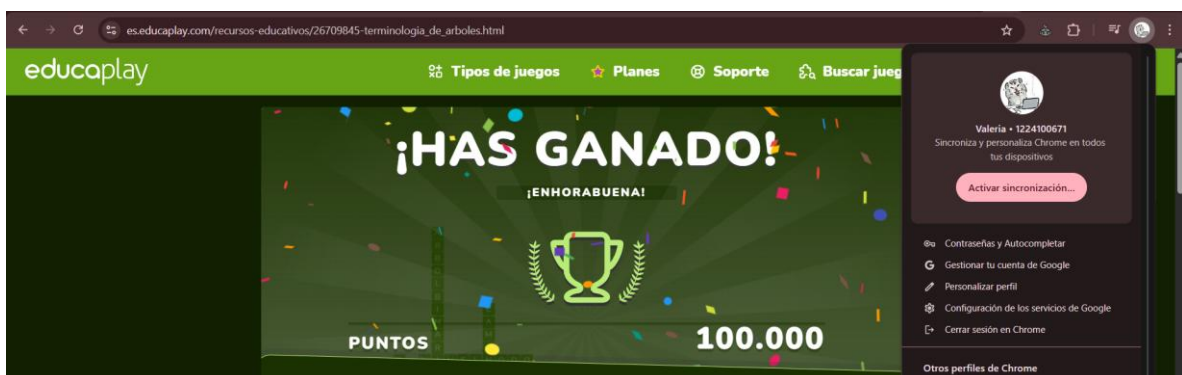 es.educaplay.com/recursos-educativos/26709845-terminologia_de_arboles.html
educaplay
Tipos de juegos
Planes
Soporte
Buscar jueg
¡HAS GANADO!
¡ENHORABUENA!
PUNTOS
100.000
Valeria • 1224100671
Sincroniza y personaliza Chrome en todos
tus dispositivos
Activar sincronización...
Contraseñas y Autocompletar
Gestionar tu cuenta de Google
Personalizar perfil
Configuración de los servicios de Google
Cerrar sesión en Chrome
Otros perfiles de Chrome